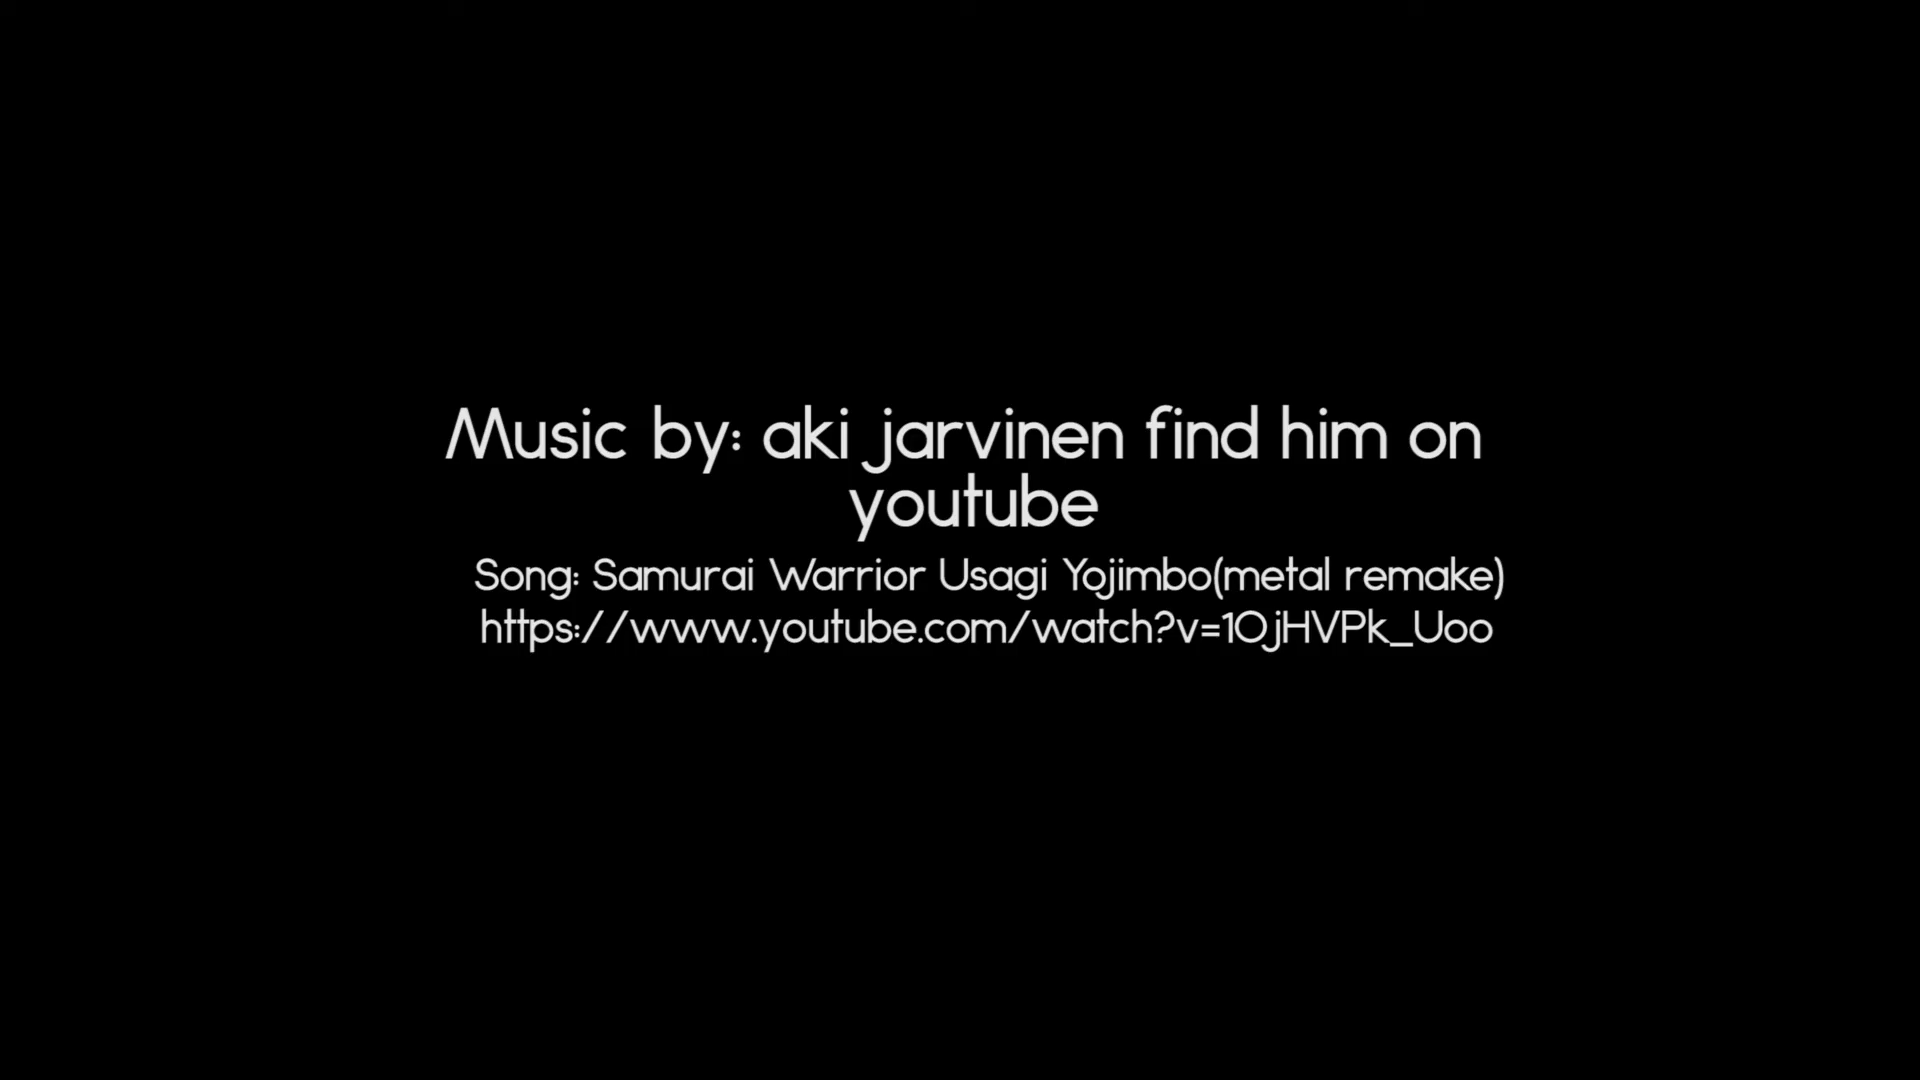 Music by: aki jarvinen find him on
youtube
Song: Samurai Warrior Usagi Yojimbo(metal remake)
https://www.youtube.com/watch?v=1OjHVPk_Uoo